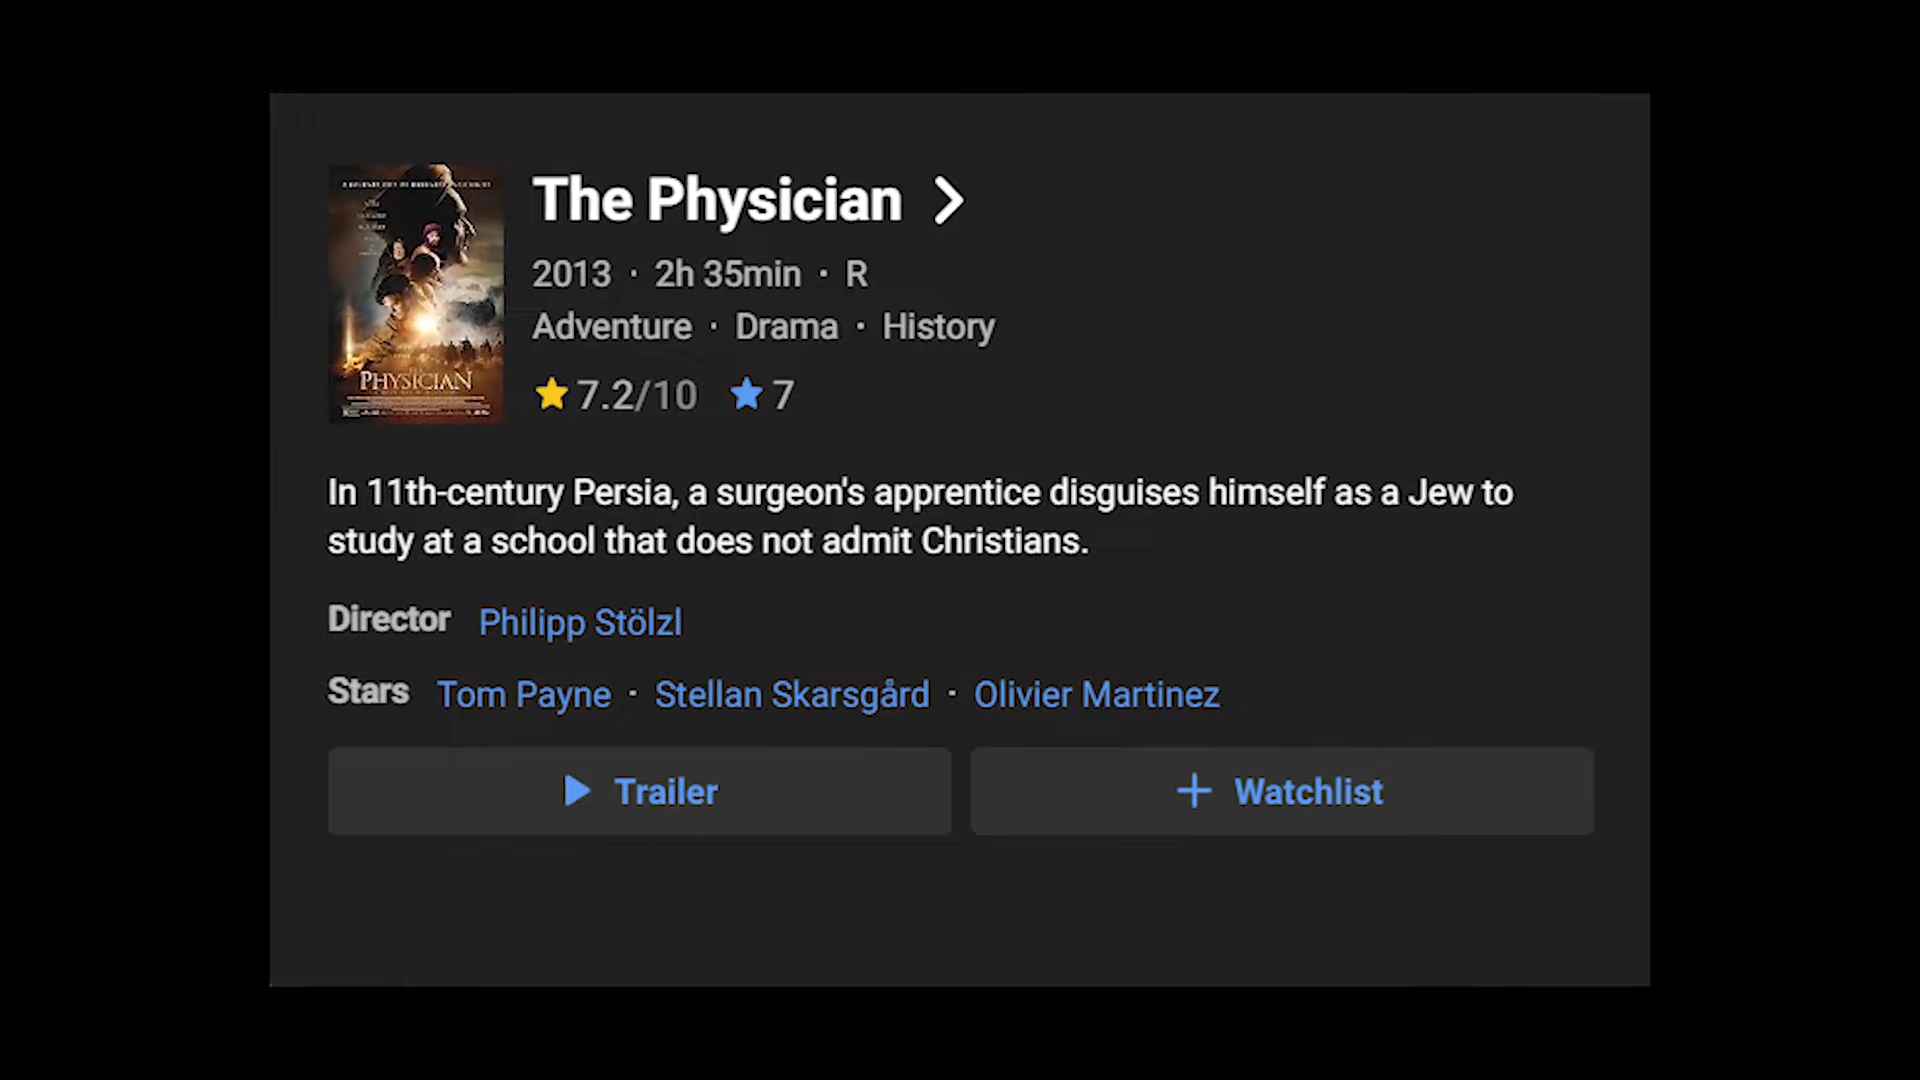 The Physician
2013 · 2h 35min · R
Adventure · Drama · History
7.2/10 7
PHYSICIAN
In 11th-century Persia, a surgeon's apprentice disguises himself as a Jew to
study at a school that does not admit Christians.
Director Philipp Stölzl
Stars Tom Payne · Stellan Skarsgård · Olivier Martinez
Trailer
Watchlist